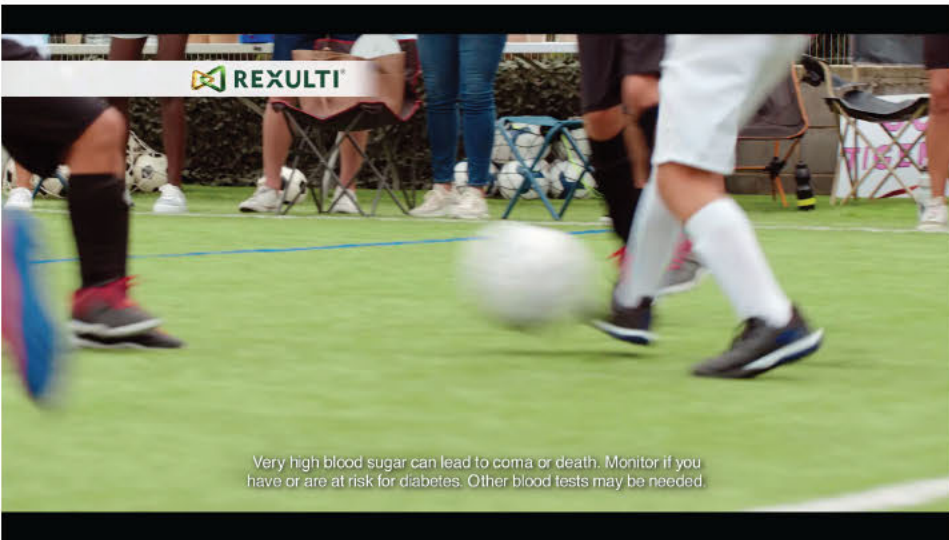 REXULTI®
Very high blood sugar can lead to coma or death. Monitor if you
have or are at risk for diabetes. Other blood tests may be needed.